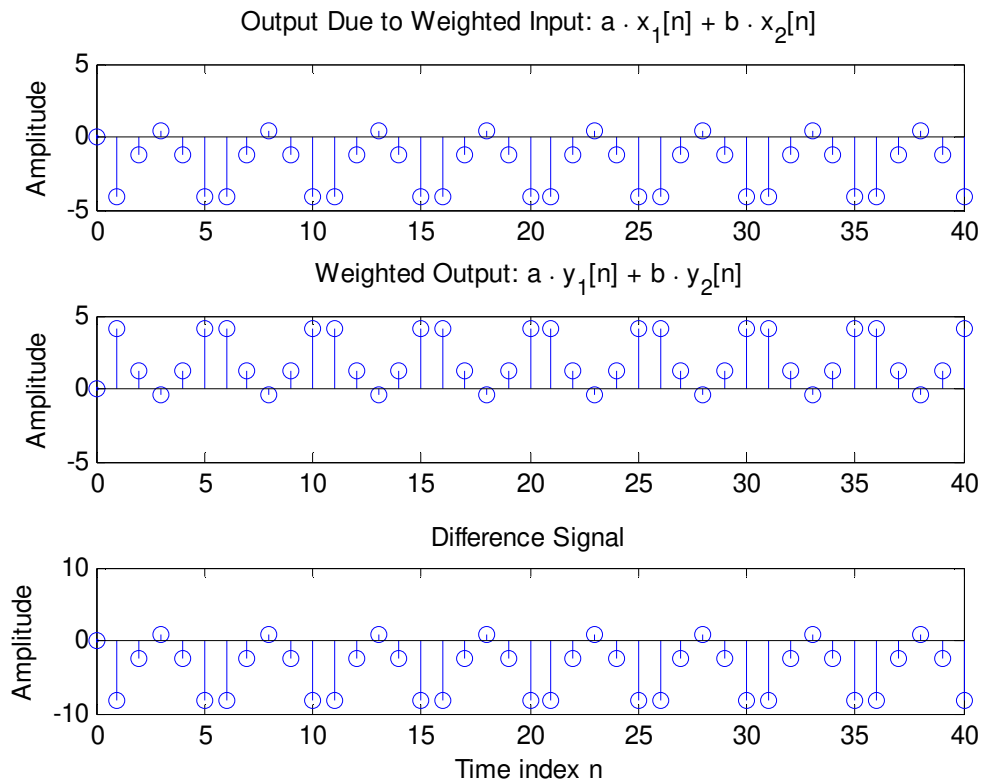 Output Due to Weighted Input: a · x1[n] + b · x2[n]
5
0
-5
Amplitude
0 5 10 15 20 25 30 35 40
Weighted Output: a · y1[n] + b · y2[n]
5
0
-5
Amplitude
0 5 10 15 20 25 30 35 40
Difference Signal
10
0
-10
Amplitude
0 5 10 15 20 25 30 35 40
Time index n